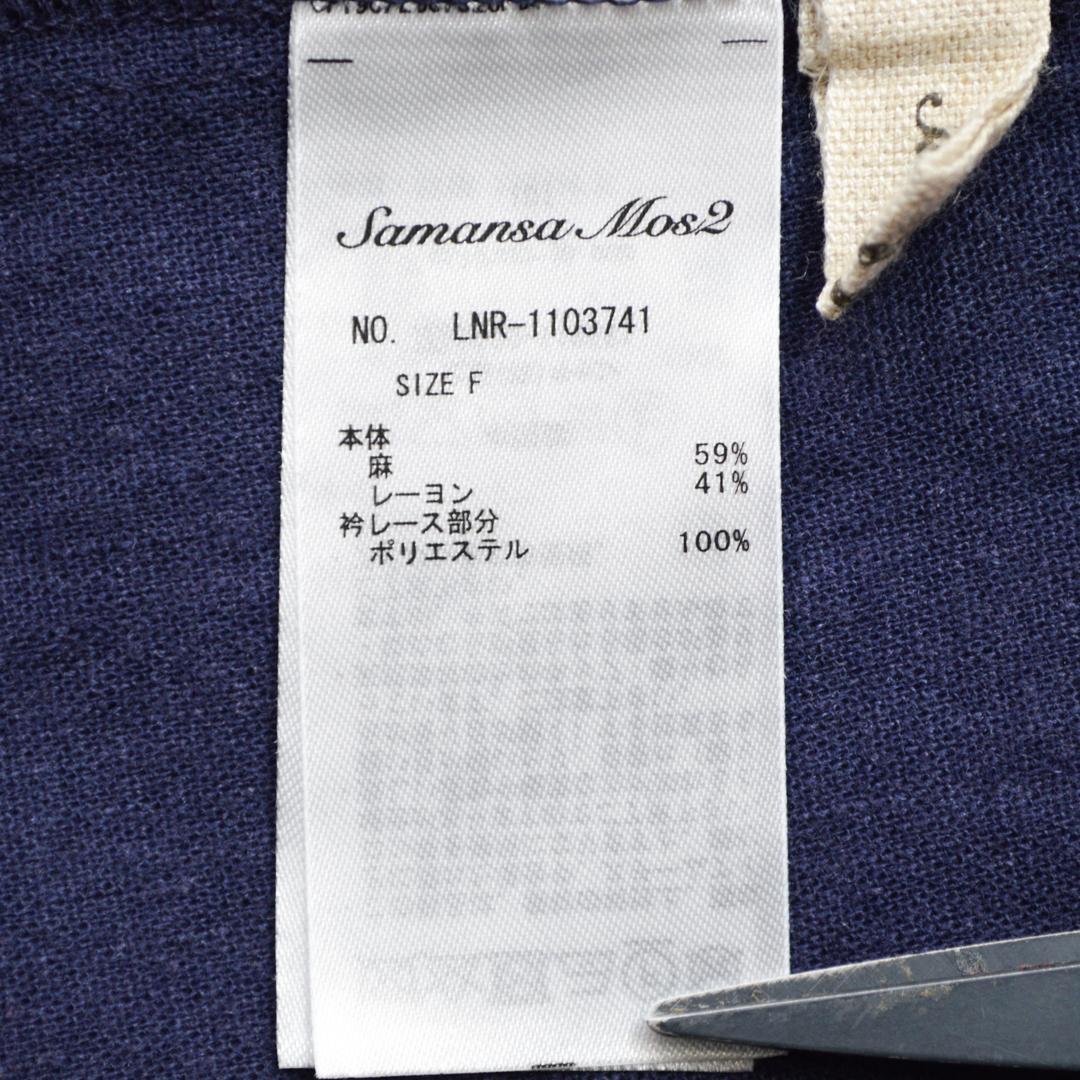 Samansa Mos2
NO. LNR-1103741
SIZE F
本体
麻 59%
レーヨン 41%
衿レース部分
ポリエステル 100%